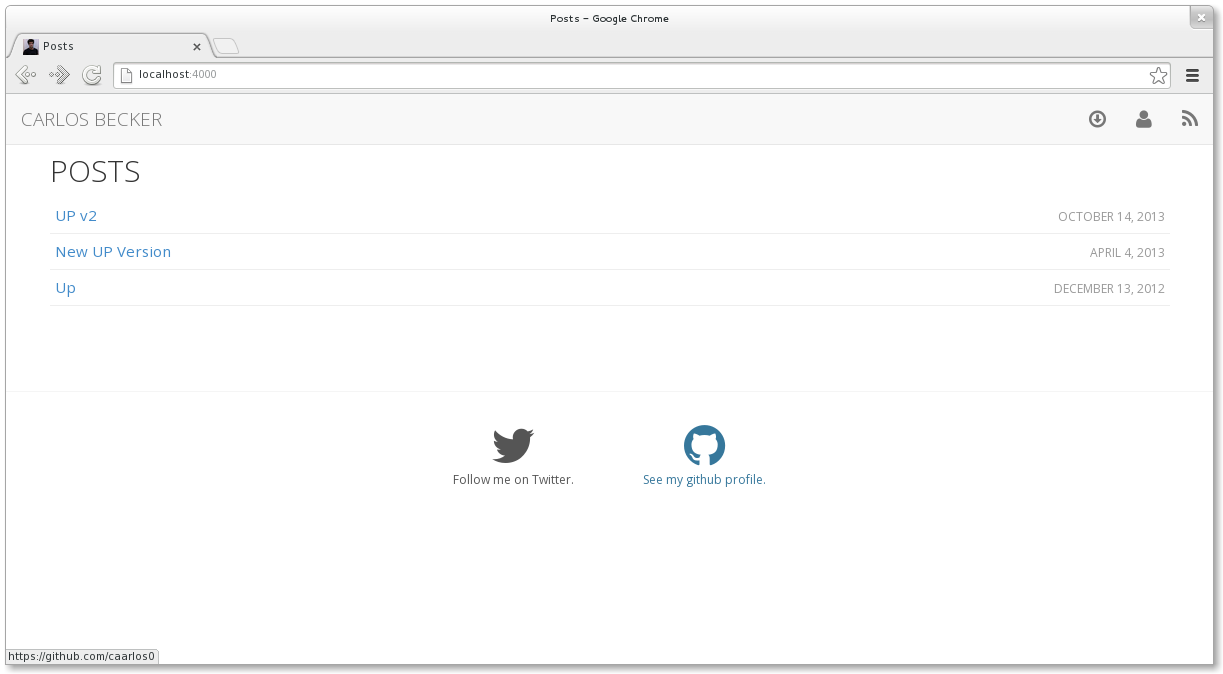 Posts - Google Chrome
Posts
localhost:4000
CARLOS BECKER
POSTS
UP v2 OCTOBER 14, 2013
New UP Version APRIL 4, 2013
Up DECEMBER 13, 2012
Follow me on Twitter. See my github profile.
https://github.com/caarlos0